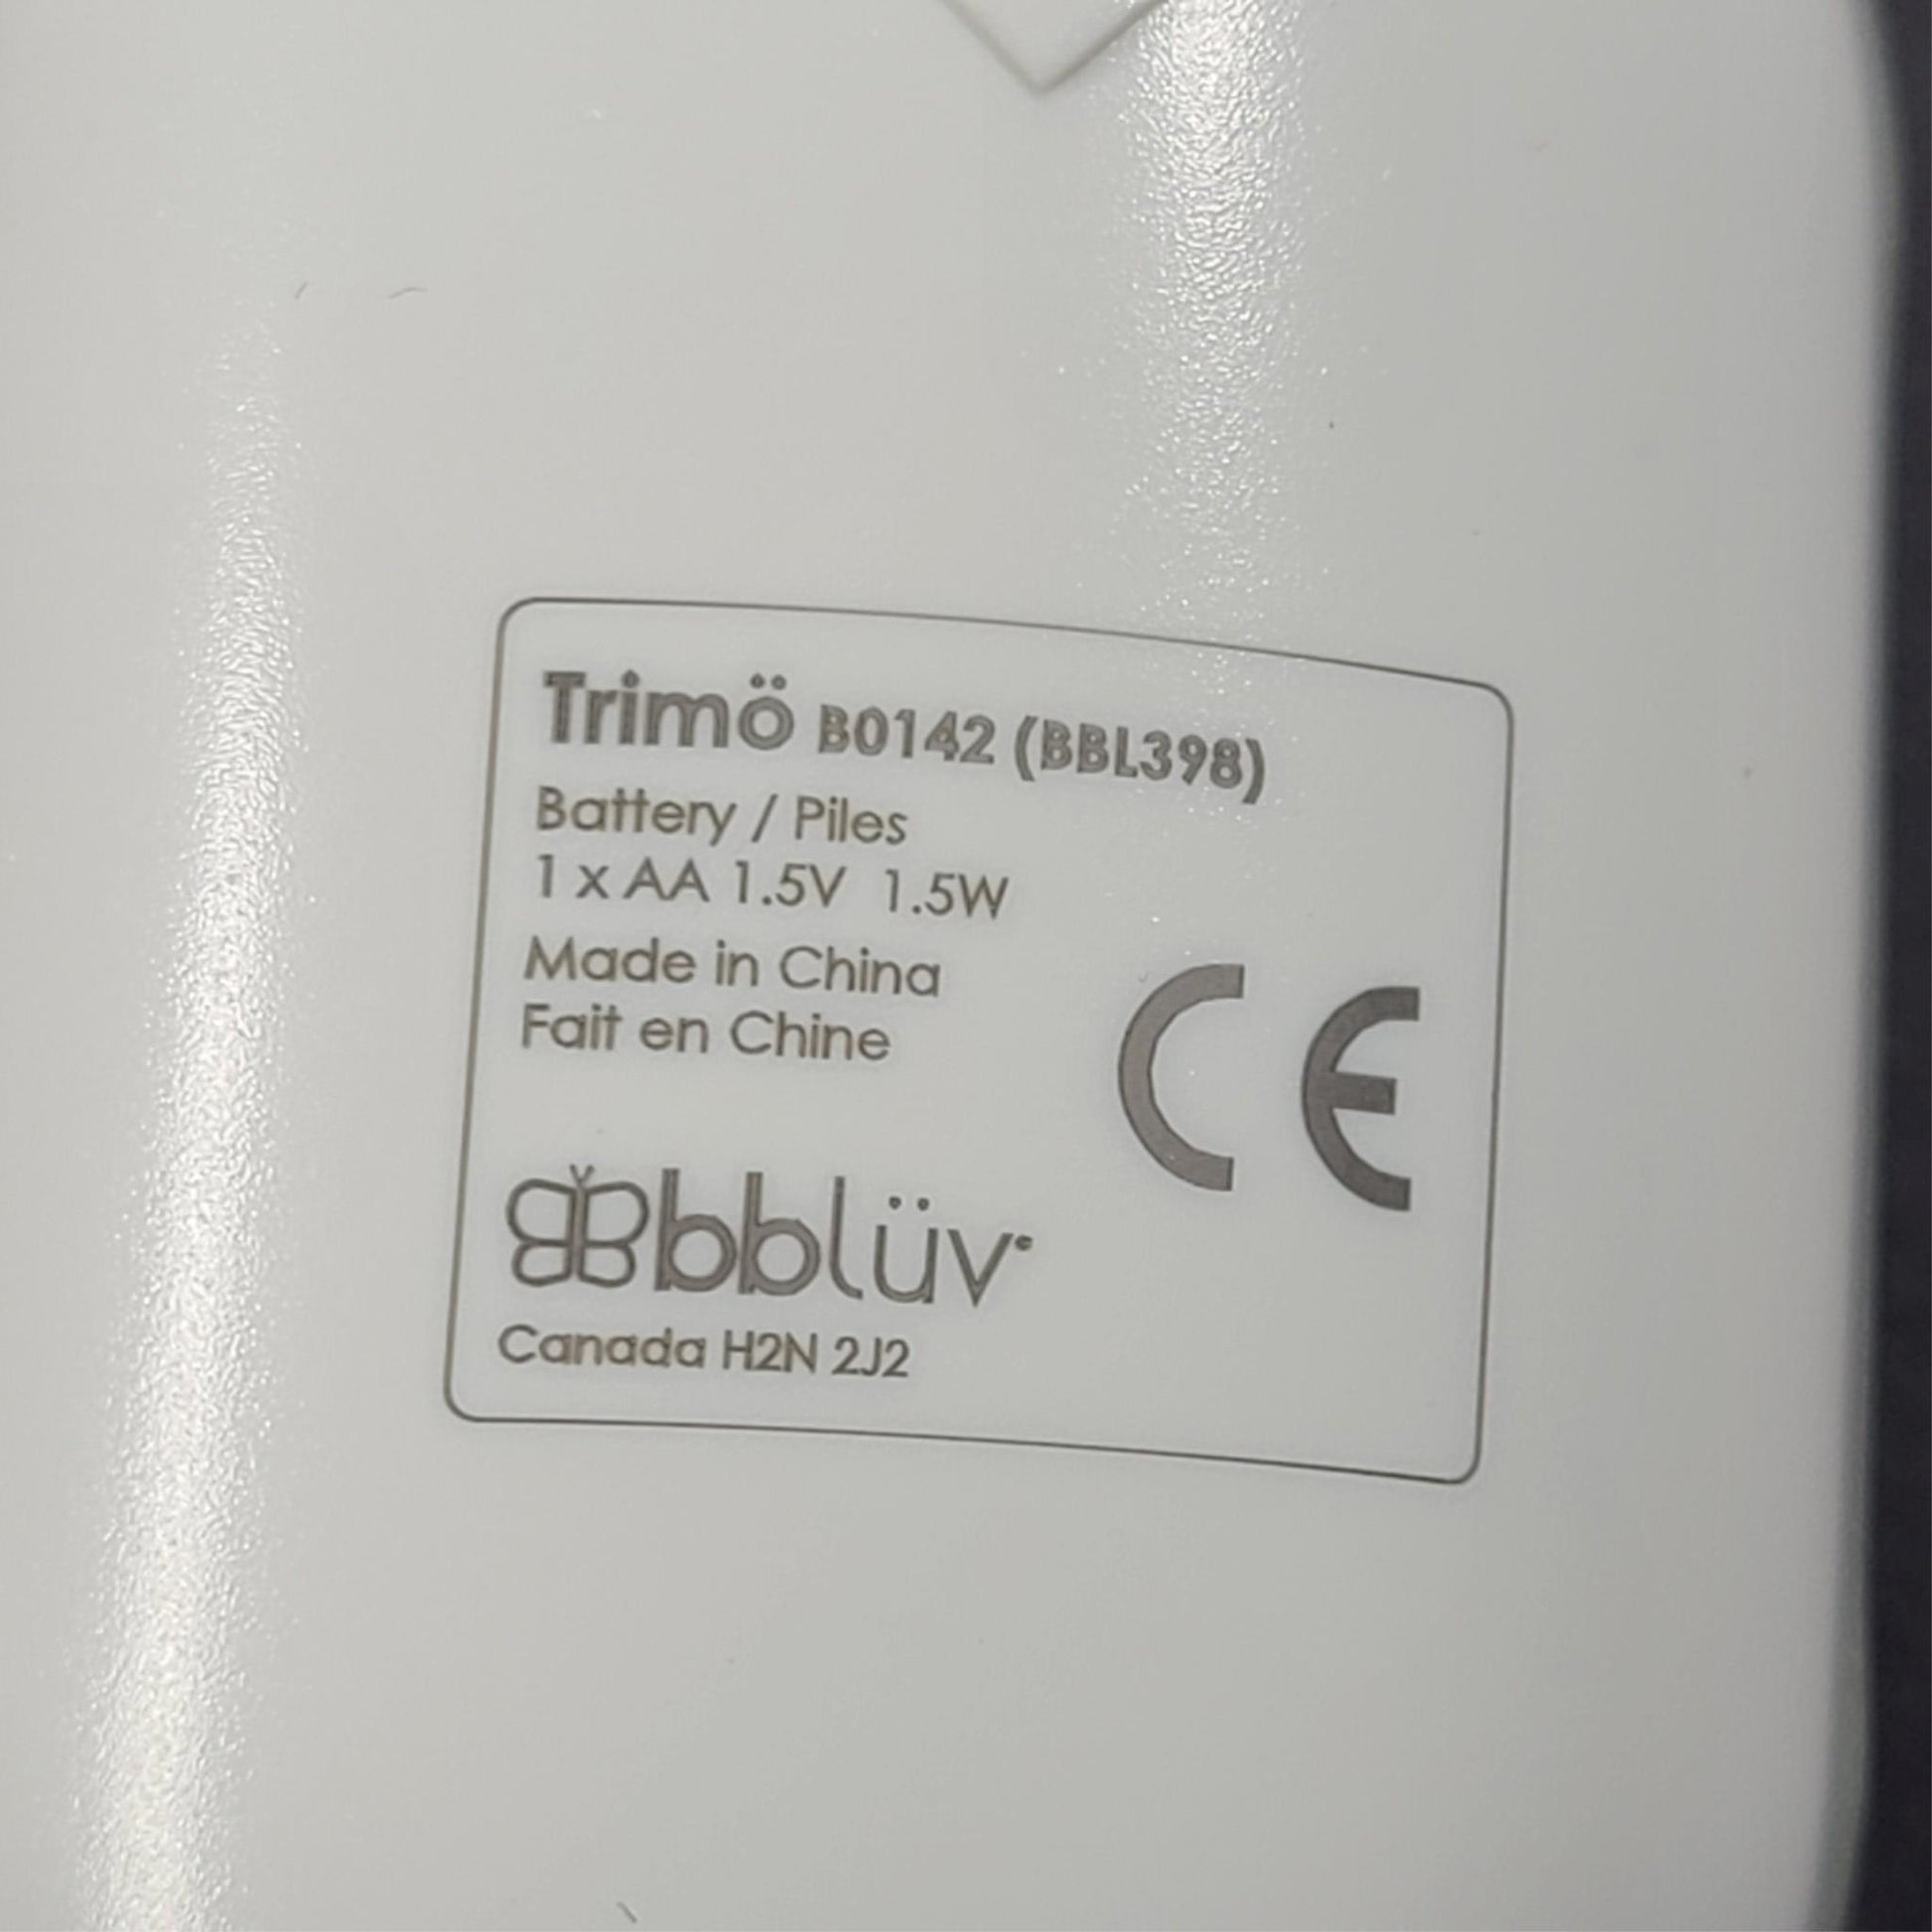 Trimö B0142 (BBL398)
Battery / Piles
1 x AA 1.5V 1.5W
Made in China
Fait en Chine
CE
bblüv
Canada H2N 2J2